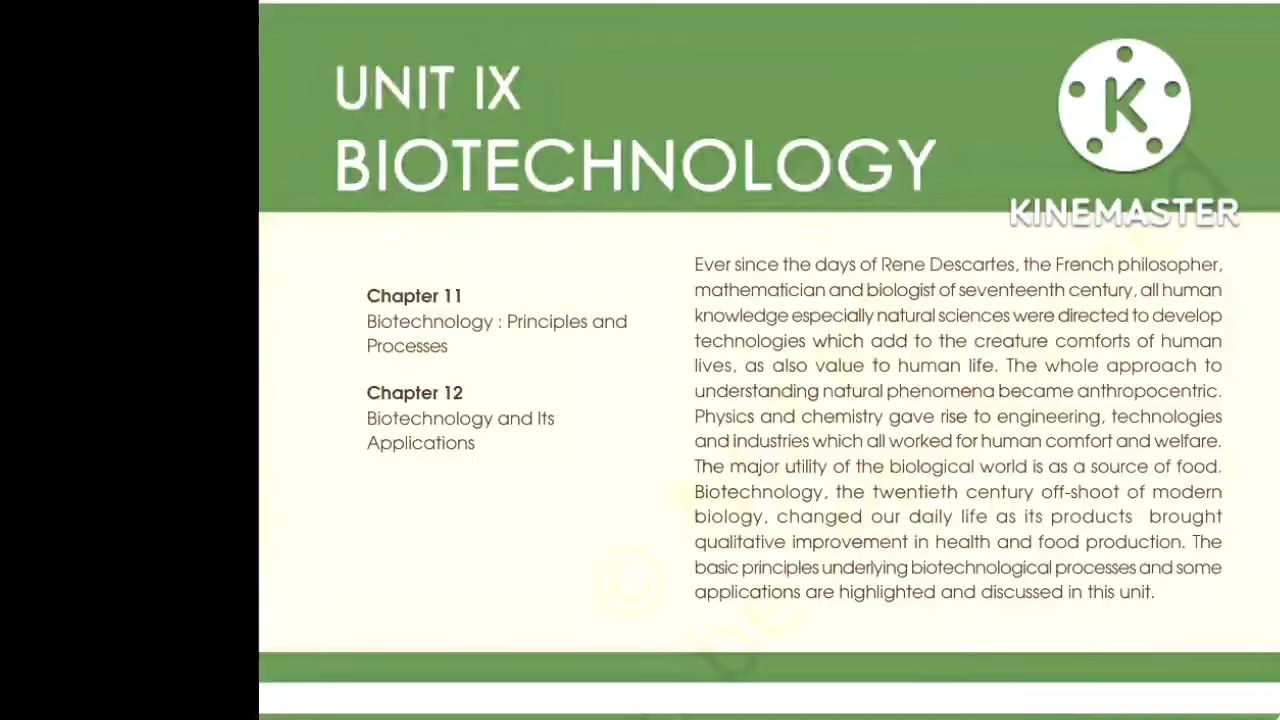 UNIT IX
BIOTECHNOLOGY
K
KINEMASTER
Chapter 11
Biotechnology : Principles and
Processes
Chapter 12
Biotechnology and Its
Applications
Ever since the days of Rene Descartes, the French philosopher,
mathematician and biologist of seventeenth century, all human
knowledge especially natural sciences were directed to develop
technologies which add to the creature comforts of human
lives, as also value to human life. The whole approach to
understanding natural phenomena became anthropocentric.
Physics and chemistry gave rise to engineering, technologies
and industries which all worked for human comfort and welfare.
The major utility of the biological world is as a source of food.
Biotechnology, the twentieth century off-shoot of modern
biology, changed our daily life as its products brought
qualitative improvement in health and food production. The
basic principles underlying biotechnological processes and some
applications are highlighted and discussed in this unit.
©
be